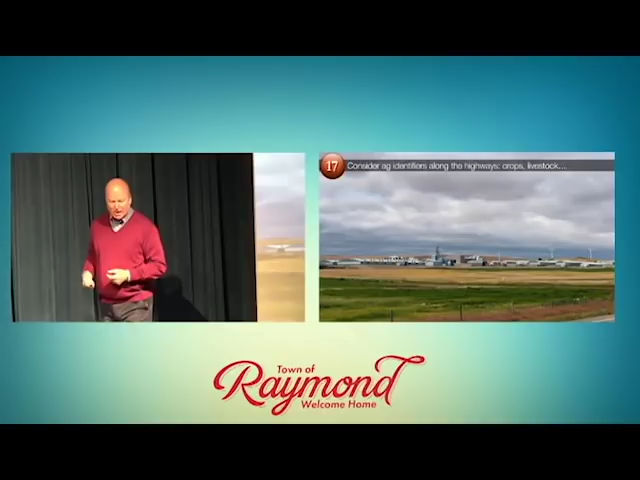 17 Consider ag identifiers along the highways: crops, livestock...
Town of
Raymond
Welcome Home